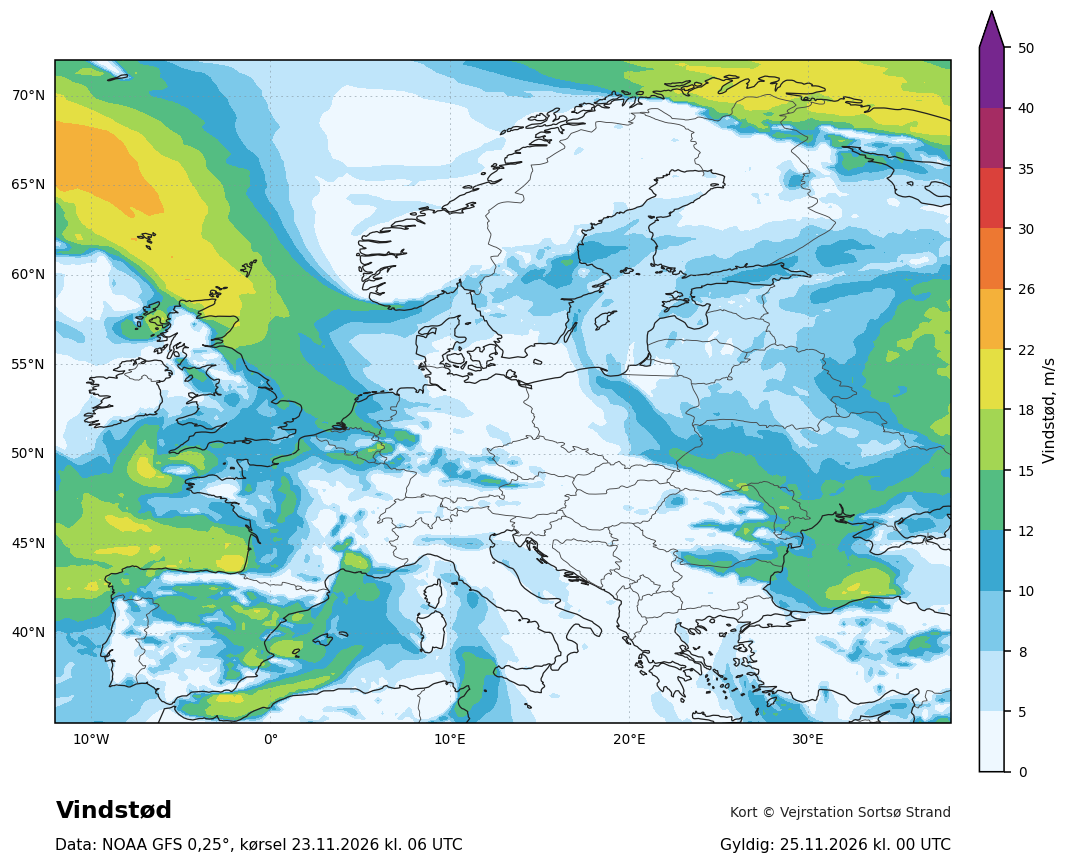 70°N
65°N
60°N
55°N
50°N
45°N
40°N
10°W
0°
10°E
20°E
30°E
50
40
35
30
26
22
18
15
12
10
8
5
0
Vindstød, m/s
Vindstød
Kort © Vejrstation Sortsø Strand
Data: NOAA GFS 0,25°, kørsel 23.11.2026 kl. 06 UTC
Gyldig: 25.11.2026 kl. 00 UTC